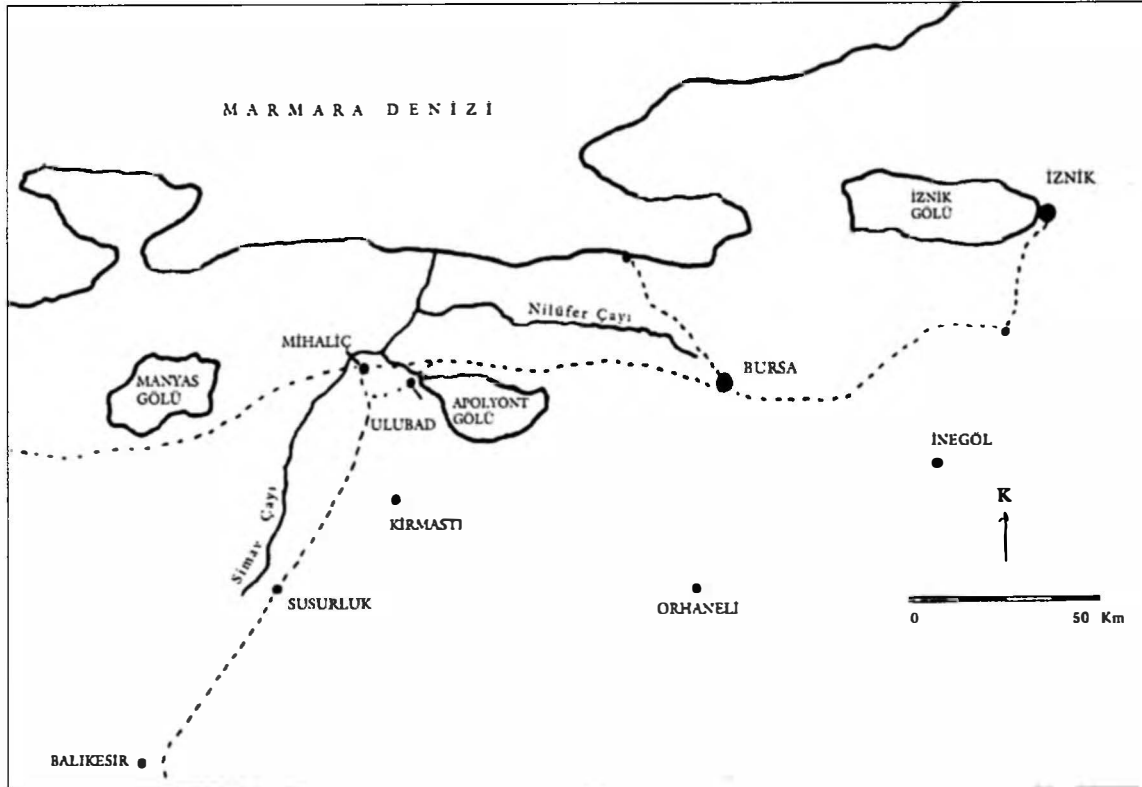 MARMARA DENİZİ
İZNİK
İZNİK
GÖLÜ
Nilüfer Çayı
MİHALİÇ
BURSA
MANYAS
GÖLÜ
APOLYONT
GÖLÜ
ULUBAD
İNEGÖL
K
KİRMASTI
Simav Çayı
SUSURLUK
ORHANELİ
0 50 Km
BALIKESİR